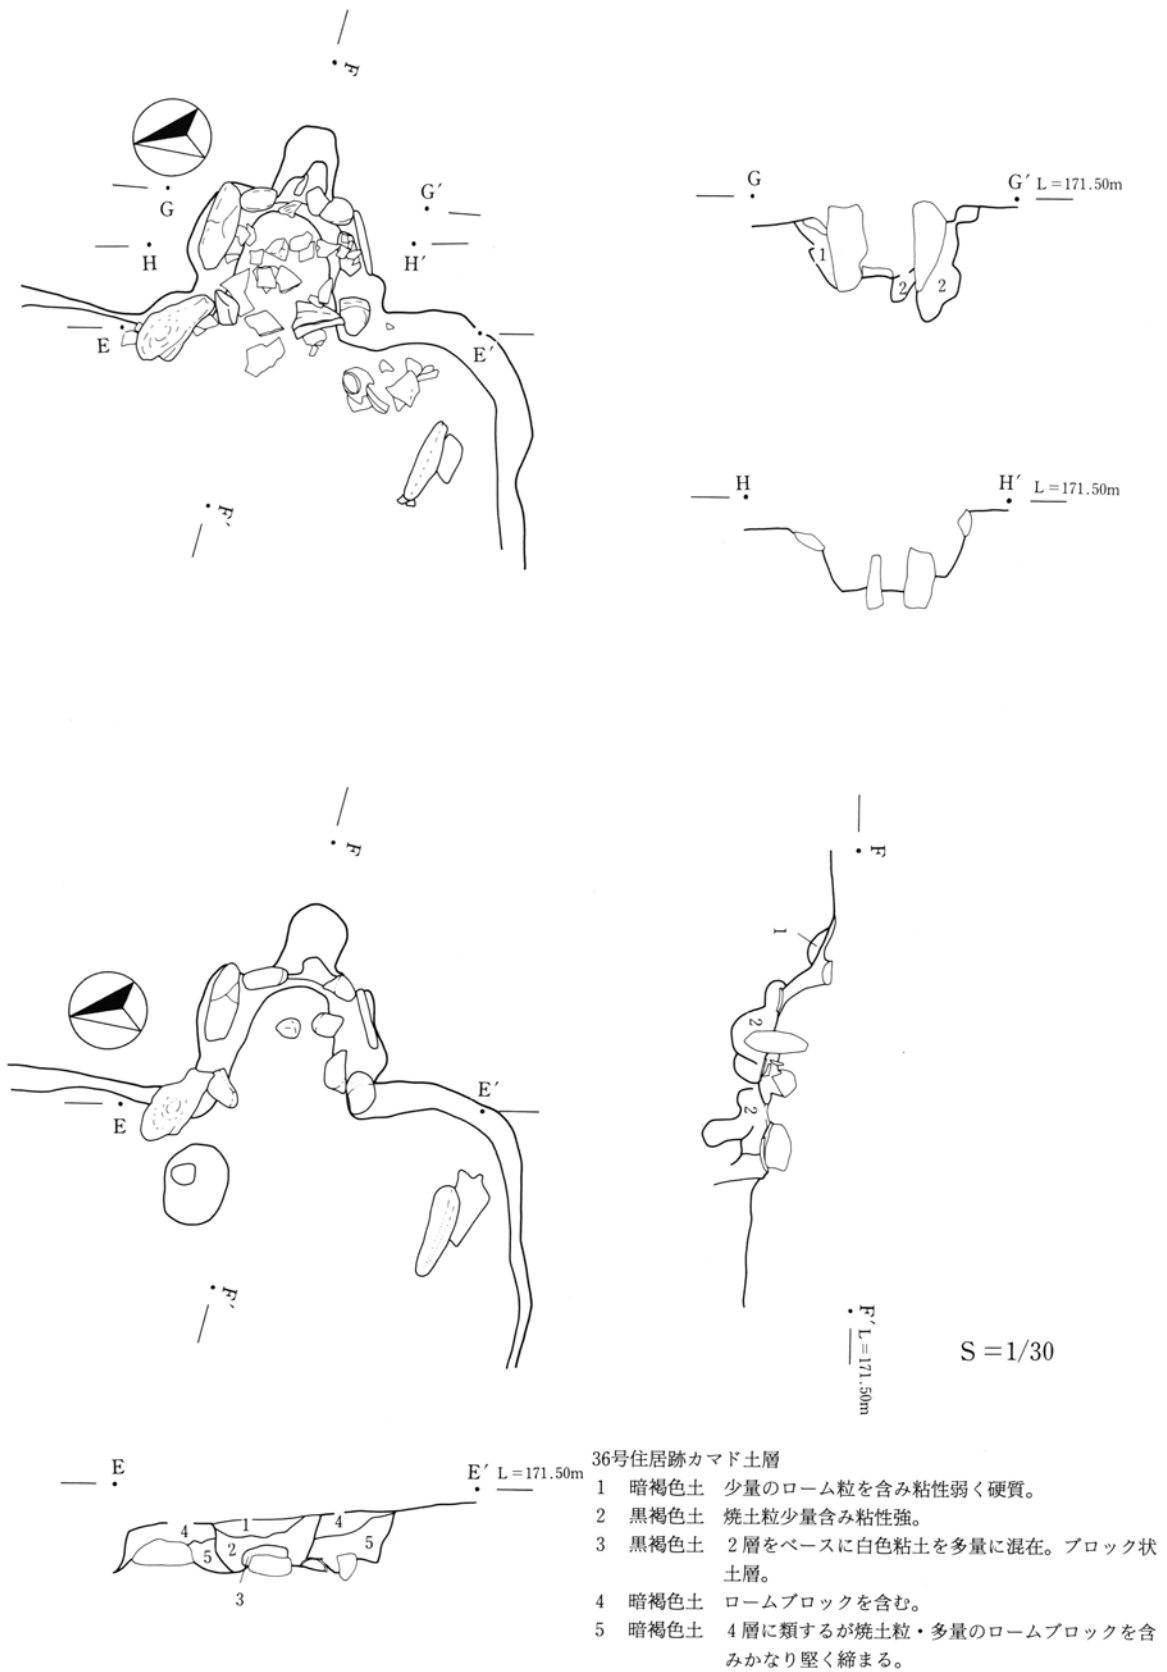 F
G
G′
H
H′
E
E′
F′
G
G′ L=171.50m
1
2
2
H
H′ L=171.50m
F
E
E′
F′
F
1
2
2
F′ L=171.50m
S=1/30
E
E′ L=171.50m
4
1
4
5
2
5
3
36号住居跡カマド土層
1 暗褐色土 少量のローム粒を含み粘性弱く硬質。
2 黒褐色土 焼土粒少量含み粘性強。
3 黒褐色土 2層をベースに白色粘土を多量に混在。ブロック状
土層。
4 暗褐色土 ロームブロックを含む。
5 暗褐色土 4層に類するが焼土粒・多量のロームブロックを含
みかなり堅く締まる。